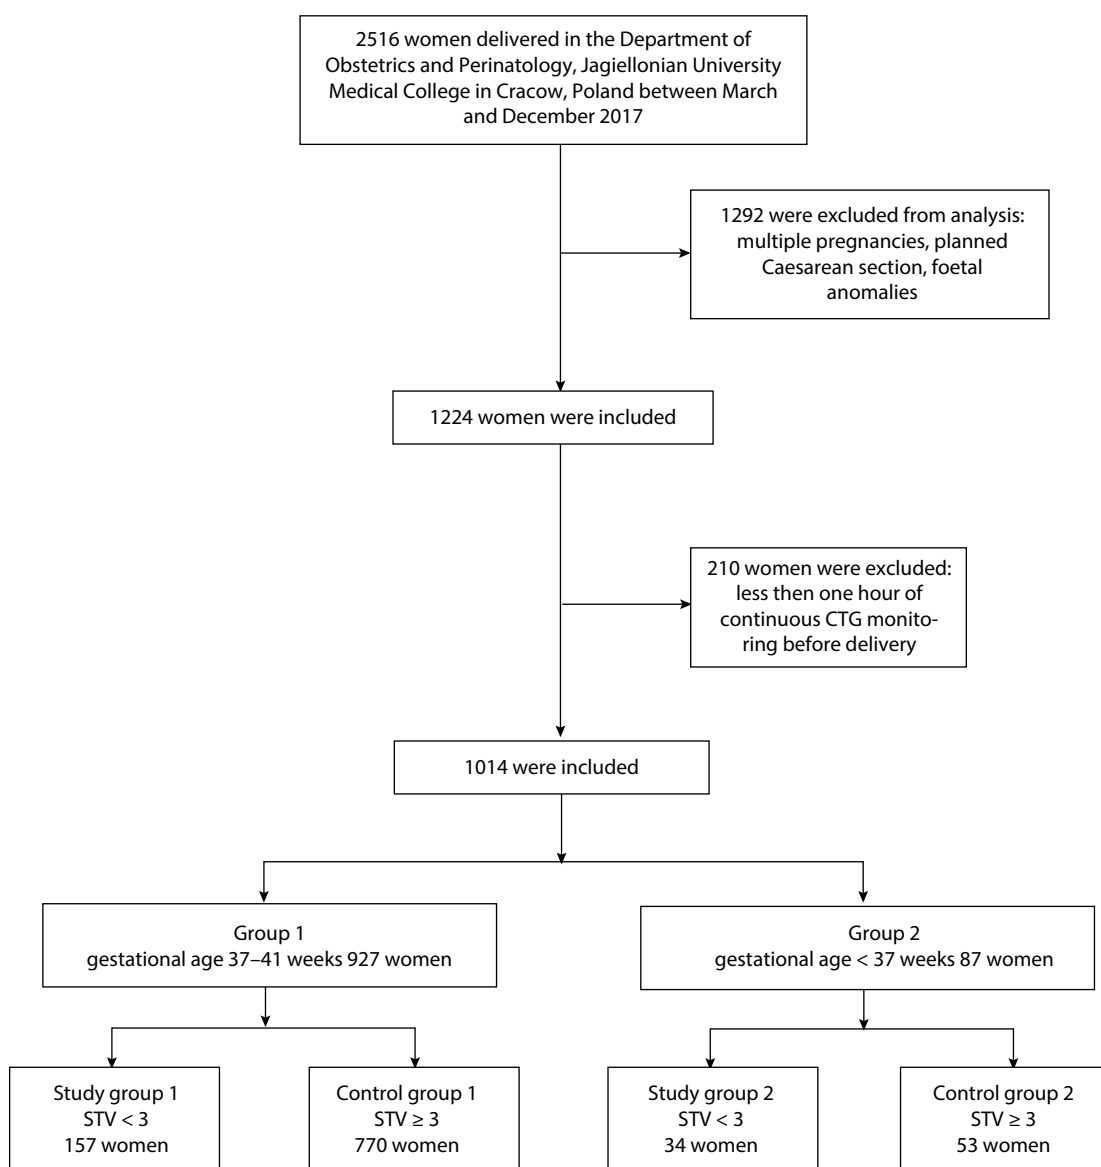 2516 women delivered in the Department of
Obstetrics and Perinatology, Jagiellonian University
Medical College in Cracow, Poland between March
and December 2017
1292 were excluded from analysis:
multiple pregnancies, planned
Caesarean section, foetal
anomalies
1224 women were included
210 women were excluded:
less then one hour of
continuous CTG monito-
ring before delivery
1014 were included
Group 1
gestational age 37–41 weeks 927 women
Group 2
gestational age < 37 weeks 87 women
Study group 1
STV < 3
157 women
Control group 1
STV ≥ 3
770 women
Study group 2
STV < 3
34 women
Control group 2
STV ≥ 3
53 women